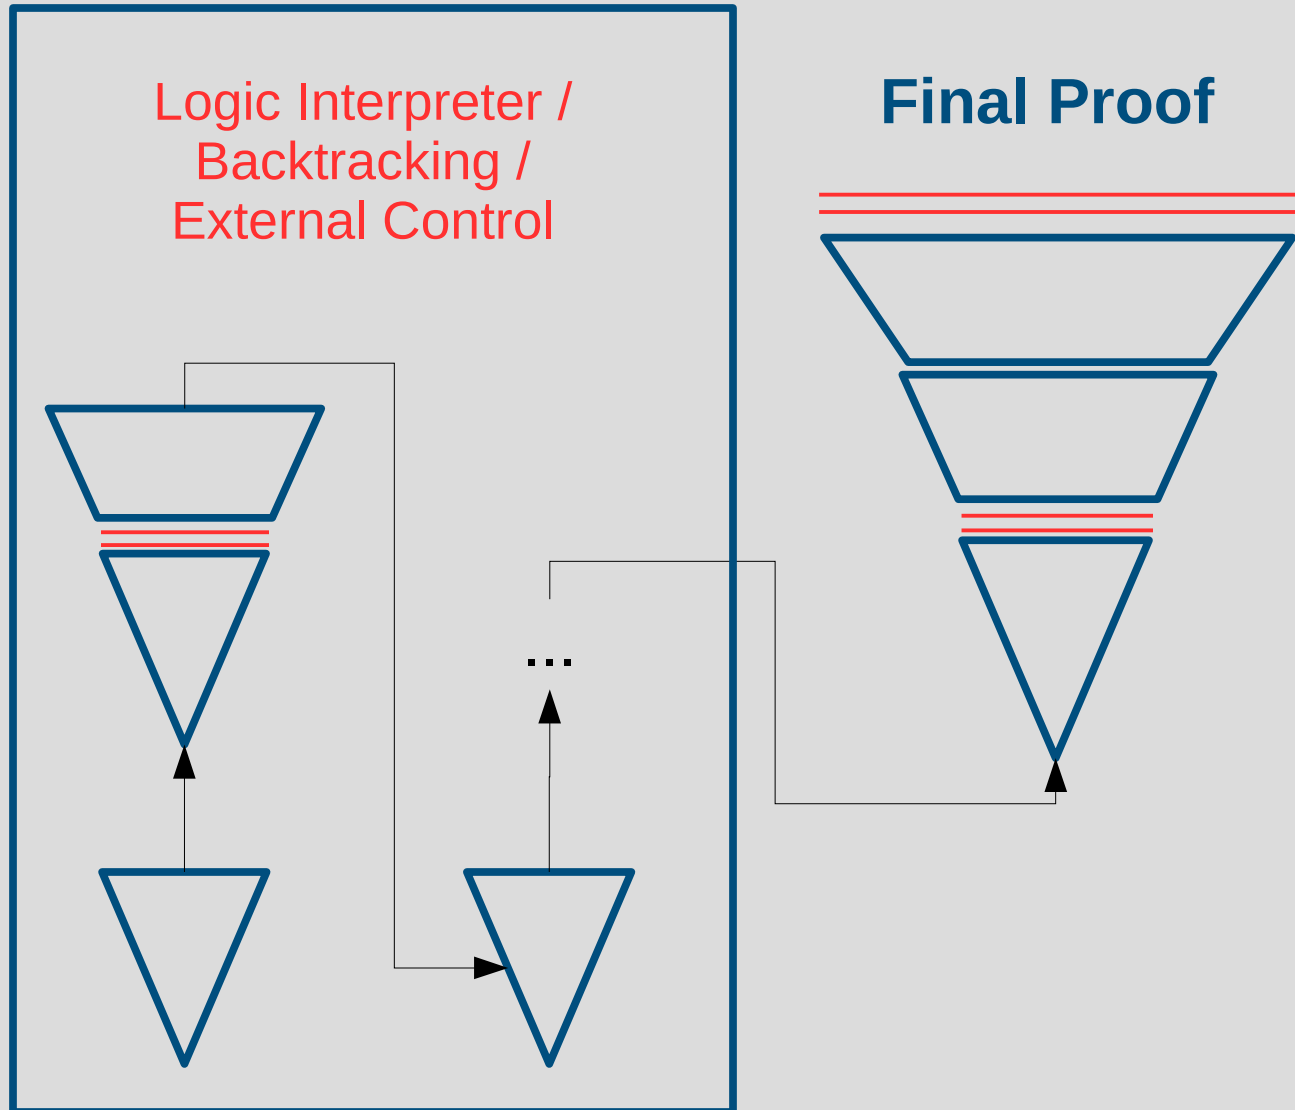 Logic Interpreter /
Backtracking /
External Control
Final Proof
...